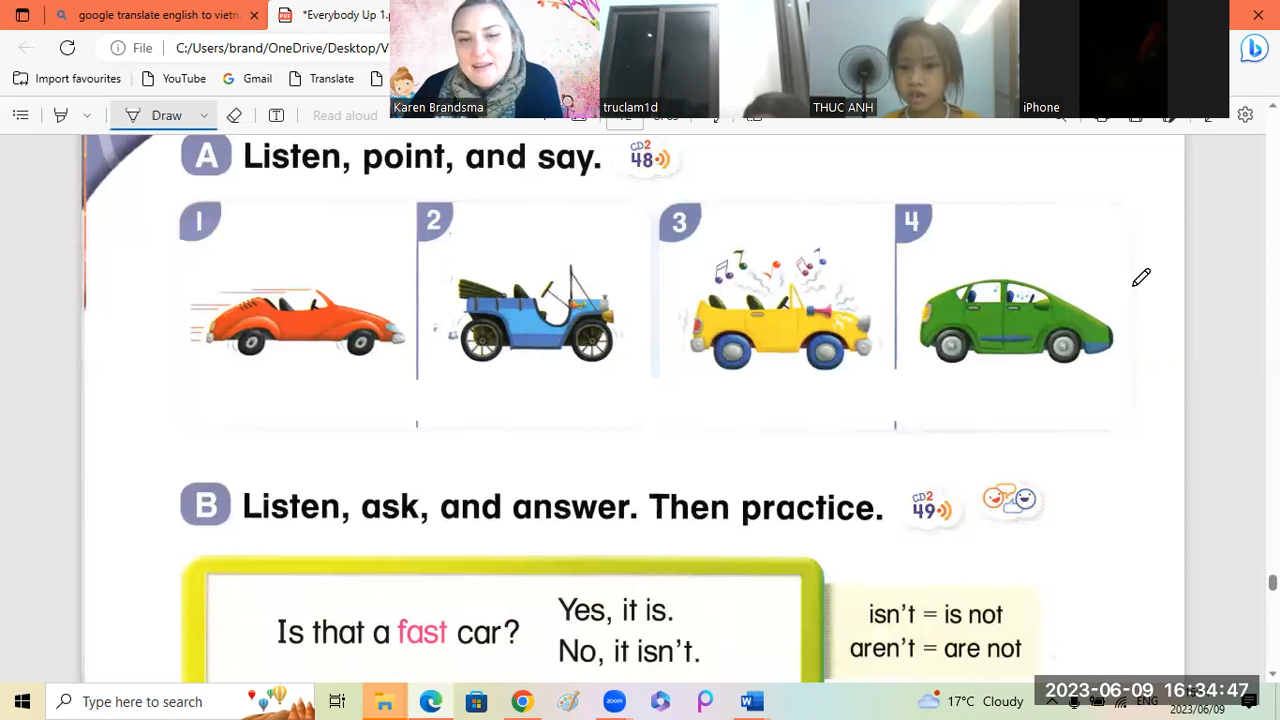 google translate english to vietn
*Everybody Up 1.p
File
C:/Users/brand/OneDrive/Desktop/V
Import favourites
YouTube
Gmail
Translate
Karen Brandsma
truclam1d
THUC ANH
iPhone
Draw
Read aloud
A Listen, point, and say. CD2 48
1
2
3
4
B Listen, ask, and answer. Then practice. CD2 49
Is that a fast car?
Yes, it is.
No, it isn't.
isn't = is not
aren't = are not
Type here to search
17°C Cloudy
ENG
2023-06-09 16:34:47
2023/06/09